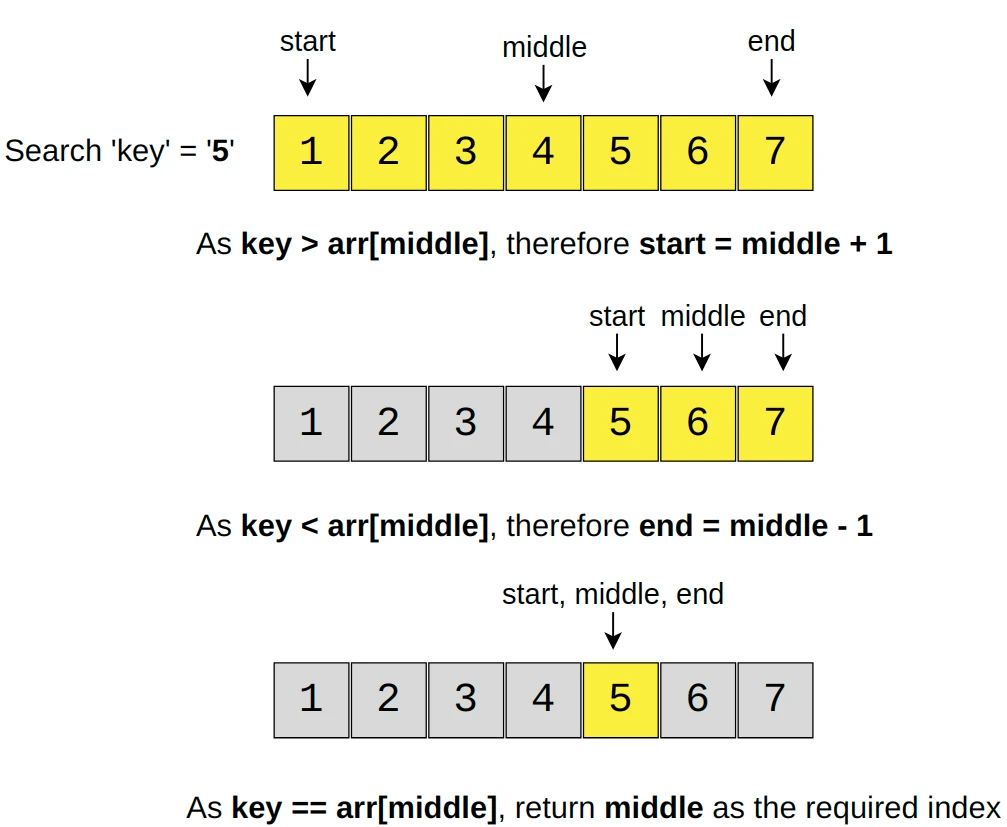 start middle end
Search 'key' = '5' 1 2 3 4 5 6 7
As key > arr[middle], therefore start = middle + 1
start middle end
1 2 3 4 5 6 7
As key < arr[middle], therefore end = middle - 1
start, middle, end
1 2 3 4 5 6 7
As key == arr[middle], return middle as the required index